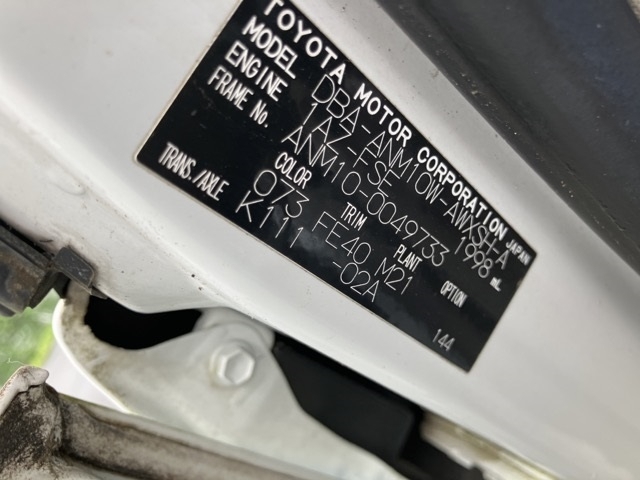 TOYOTA MOTOR CORPORATION JAPAN
MODEL DBA-ANM10W-AWXSH-A
ENGINE 1AZ-FSE 1998 mL
FRAME No. ANM10-0049733
COLOR TRIM PLANT OPTION
073 FE40 M21
TRANS./AXLE K111 -02A
144